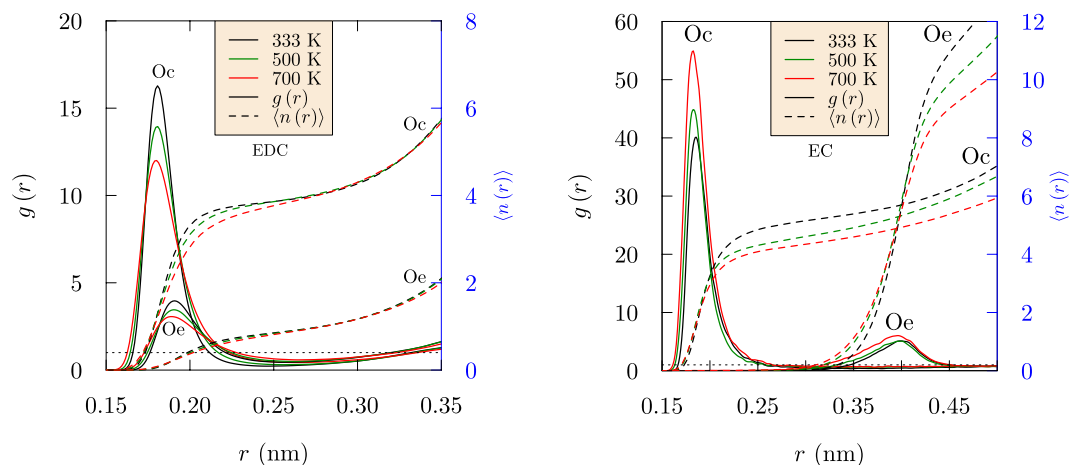 20
15
10
5
0
g (r)
333 K
500 K
700 K
g (r)
⟨n (r)⟩
EDC
Oc
Oe
Oc
Oe
8
6
4
2
0
⟨n (r)⟩
0.15 0.20 0.25 0.30 0.35
r (nm)
60
50
40
30
20
10
0
g (r)
333 K
500 K
700 K
g (r)
⟨n (r)⟩
EC
Oc
Oe
Oc
Oe
12
10
8
6
4
2
0
⟨n (r)⟩
0.15 0.25 0.35 0.45
r (nm)